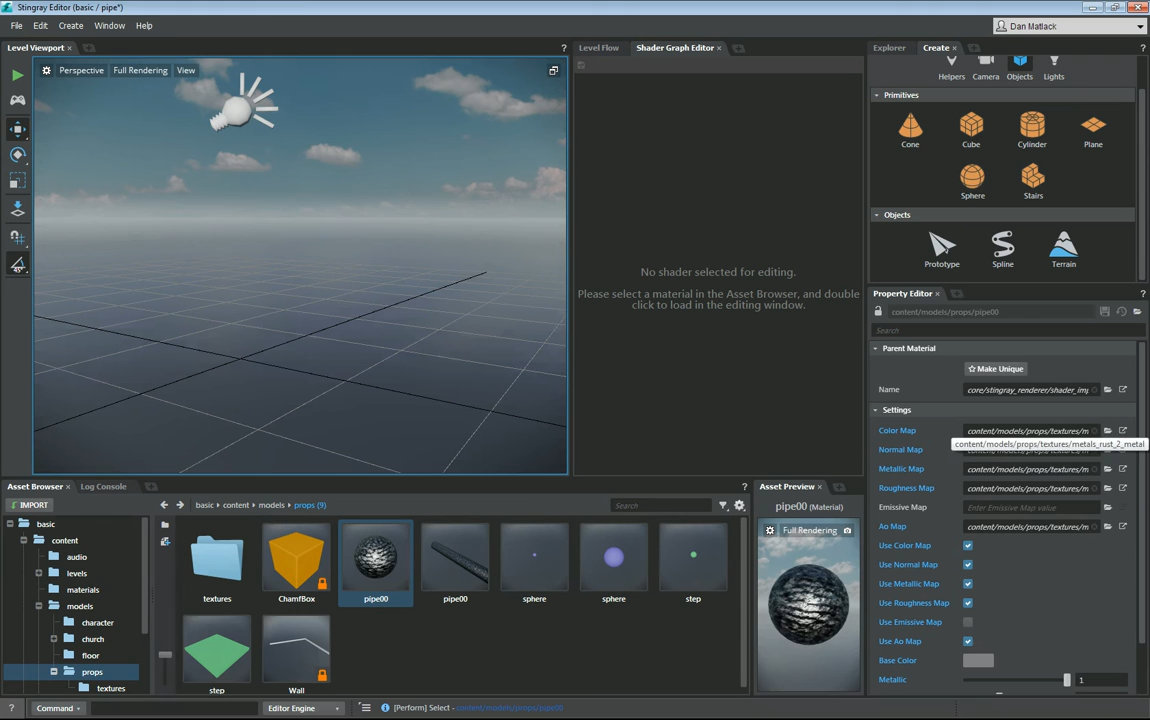 Stingray Editor (basic / pipe*)
File Edit Create Window Help
Dan Matlack
Level Viewport × ?
Level Flow
Shader Graph Editor ×
Explorer
Create ×
?
Perspective Full Rendering View
Helpers Camera Objects Lights
Primitives
Cone Cube Cylinder Plane
Sphere Stairs
Objects
Prototype Spline Terrain
No shader selected for editing.
Please select a material in the Asset Browser, and double
click to load in the editing window.
Property Editor × ?
content/models/props/pipe00
Search
Parent Material
Make Unique
Name core/stingray_renderer/shader_imp
Settings
Color Map content/models/props/textures/m
content/models/props/textures/metals_rust_2_metal
Normal Map
Metallic Map content/models/props/textures/m
Roughness Map content/models/props/textures/m
Emissive Map Enter Emissive Map value
Ao Map content/models/props/textures/m
Use Color Map
Use Normal Map
Use Metallic Map
Use Roughness Map
Use Emissive Map
Use Ao Map
Base Color
Metallic 1
Asset Browser × Log Console ?
IMPORT
basic content models props (9)
Search
basic
content
audio
levels
materials
models
character
church
floor
props
textures
textures ChamfBox pipe00 pipe00 sphere sphere step
step Wall
Asset Preview × ?
pipe00 (Material)
Full Rendering
? Command Editor Engine [Perform] Select - content/models/props/pipe00
45°